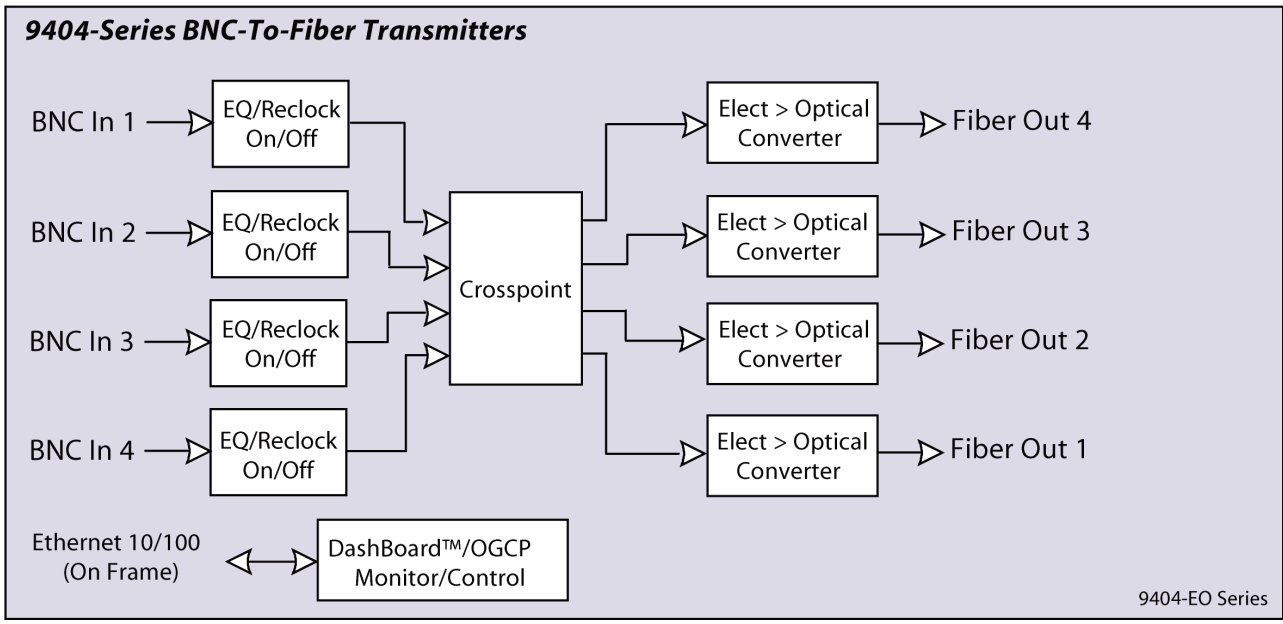 9404-Series BNC-To-Fiber Transmitters
BNC In 1
EQ/Reclock
On/Off
Elect > Optical
Converter
Fiber Out 4
BNC In 2
EQ/Reclock
On/Off
Elect > Optical
Converter
Fiber Out 3
Crosspoint
BNC In 3
EQ/Reclock
On/Off
Elect > Optical
Converter
Fiber Out 2
BNC In 4
EQ/Reclock
On/Off
Elect > Optical
Converter
Fiber Out 1
Ethernet 10/100
(On Frame)
DashBoard™/OGCP
Monitor/Control
9404-EO Series